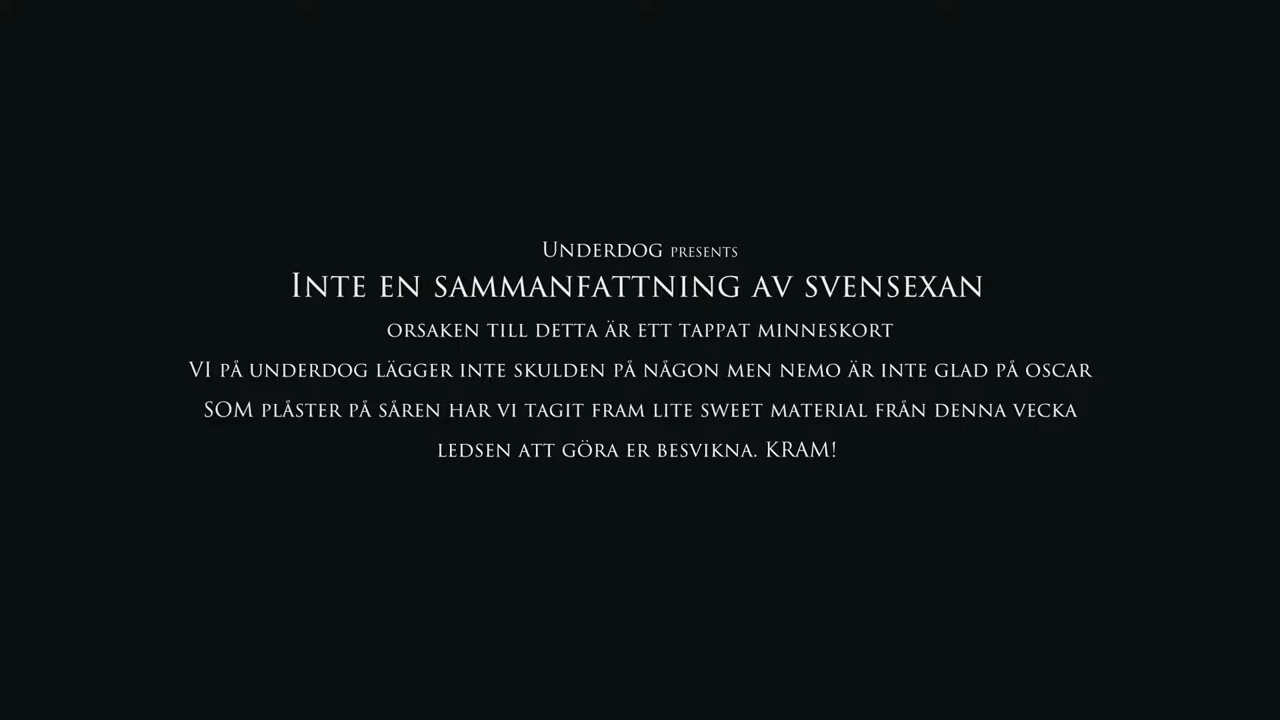 Underdog presents
Inte en sammanfattning av svensexan
orsaken till detta är ett tappat minneskort
vi på underdog lägger inte skulden på någon men nemo är inte glad på oscar
som plåster på såren har vi tagit fram lite sweet material från denna vecka
ledsen att göra er besvikna. KRAM!